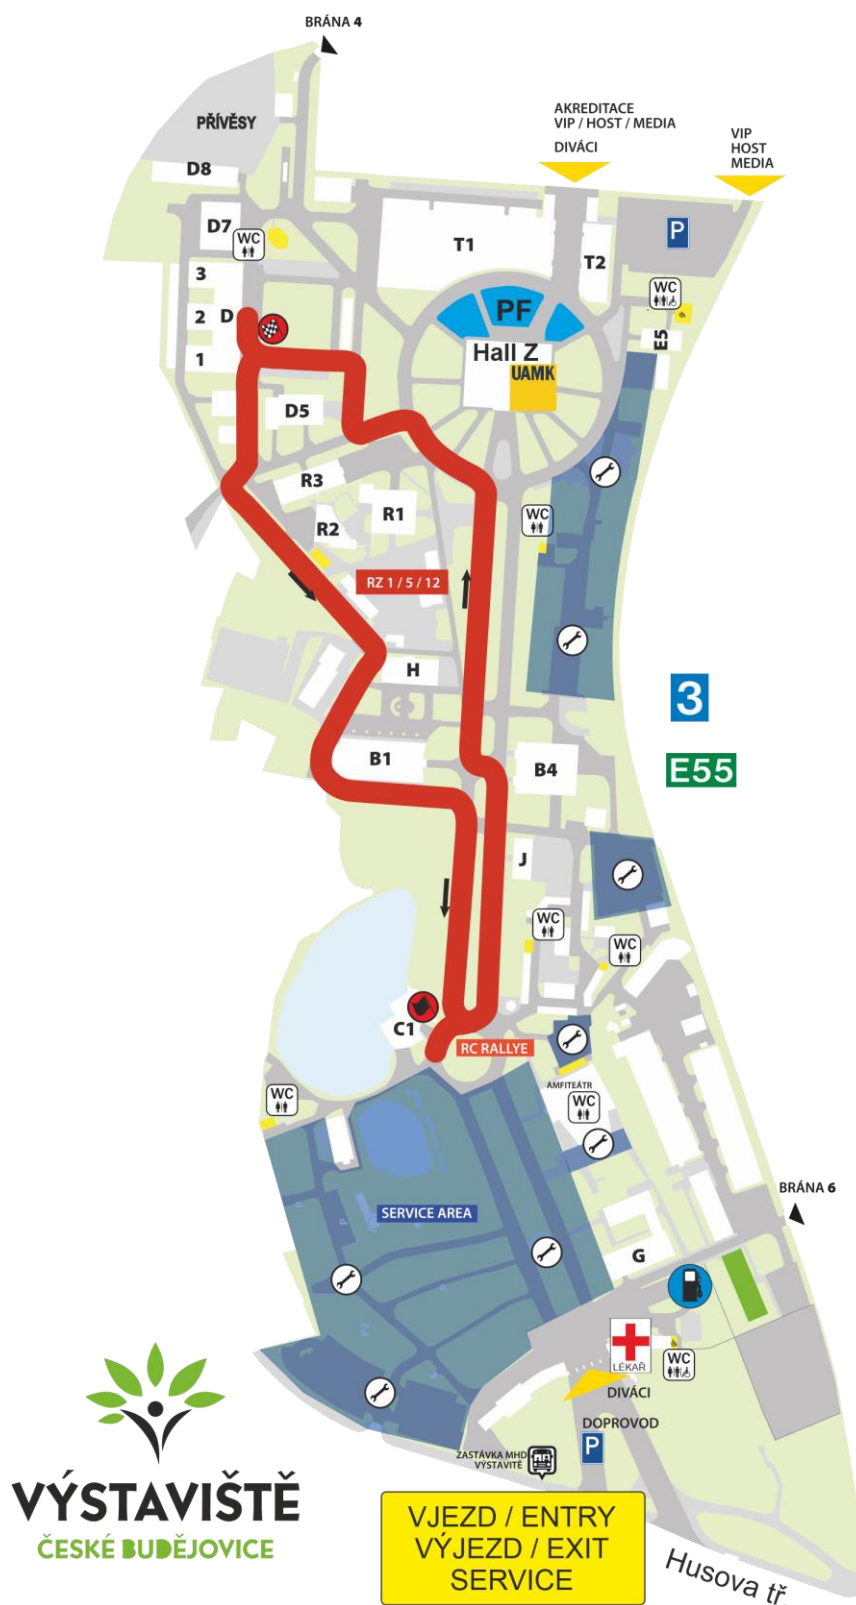 BRÁNA 4
AKREDITACE
VIP / HOST / MEDIA
DIVÁCI
VIP
HOST
MEDIA
PŘÍVĚSY
D8
D7
WC
T1
T2
P
WC
3
2
D
1
PF
Hall Z
UAMK
E5
D5
R3
R2
R1
WC
RZ 1 / 5 / 12
H
3
B1
B4
E55
J
WC
WC
C1
RC RALLYE
AMFITEÁTR
WC
WC
BRÁNA 6
SERVICE AREA
G
LÉKAŘ
WC
DIVÁCI
DOPROVOD
P
ZASTÁVKA MHD
VÝSTAVITĚ
VÝSTAVIŠTĚ
ČESKÉ BUDĚJOVICE
VJEZD / ENTRY
VÝJEZD / EXIT
SERVICE
Husova tř.